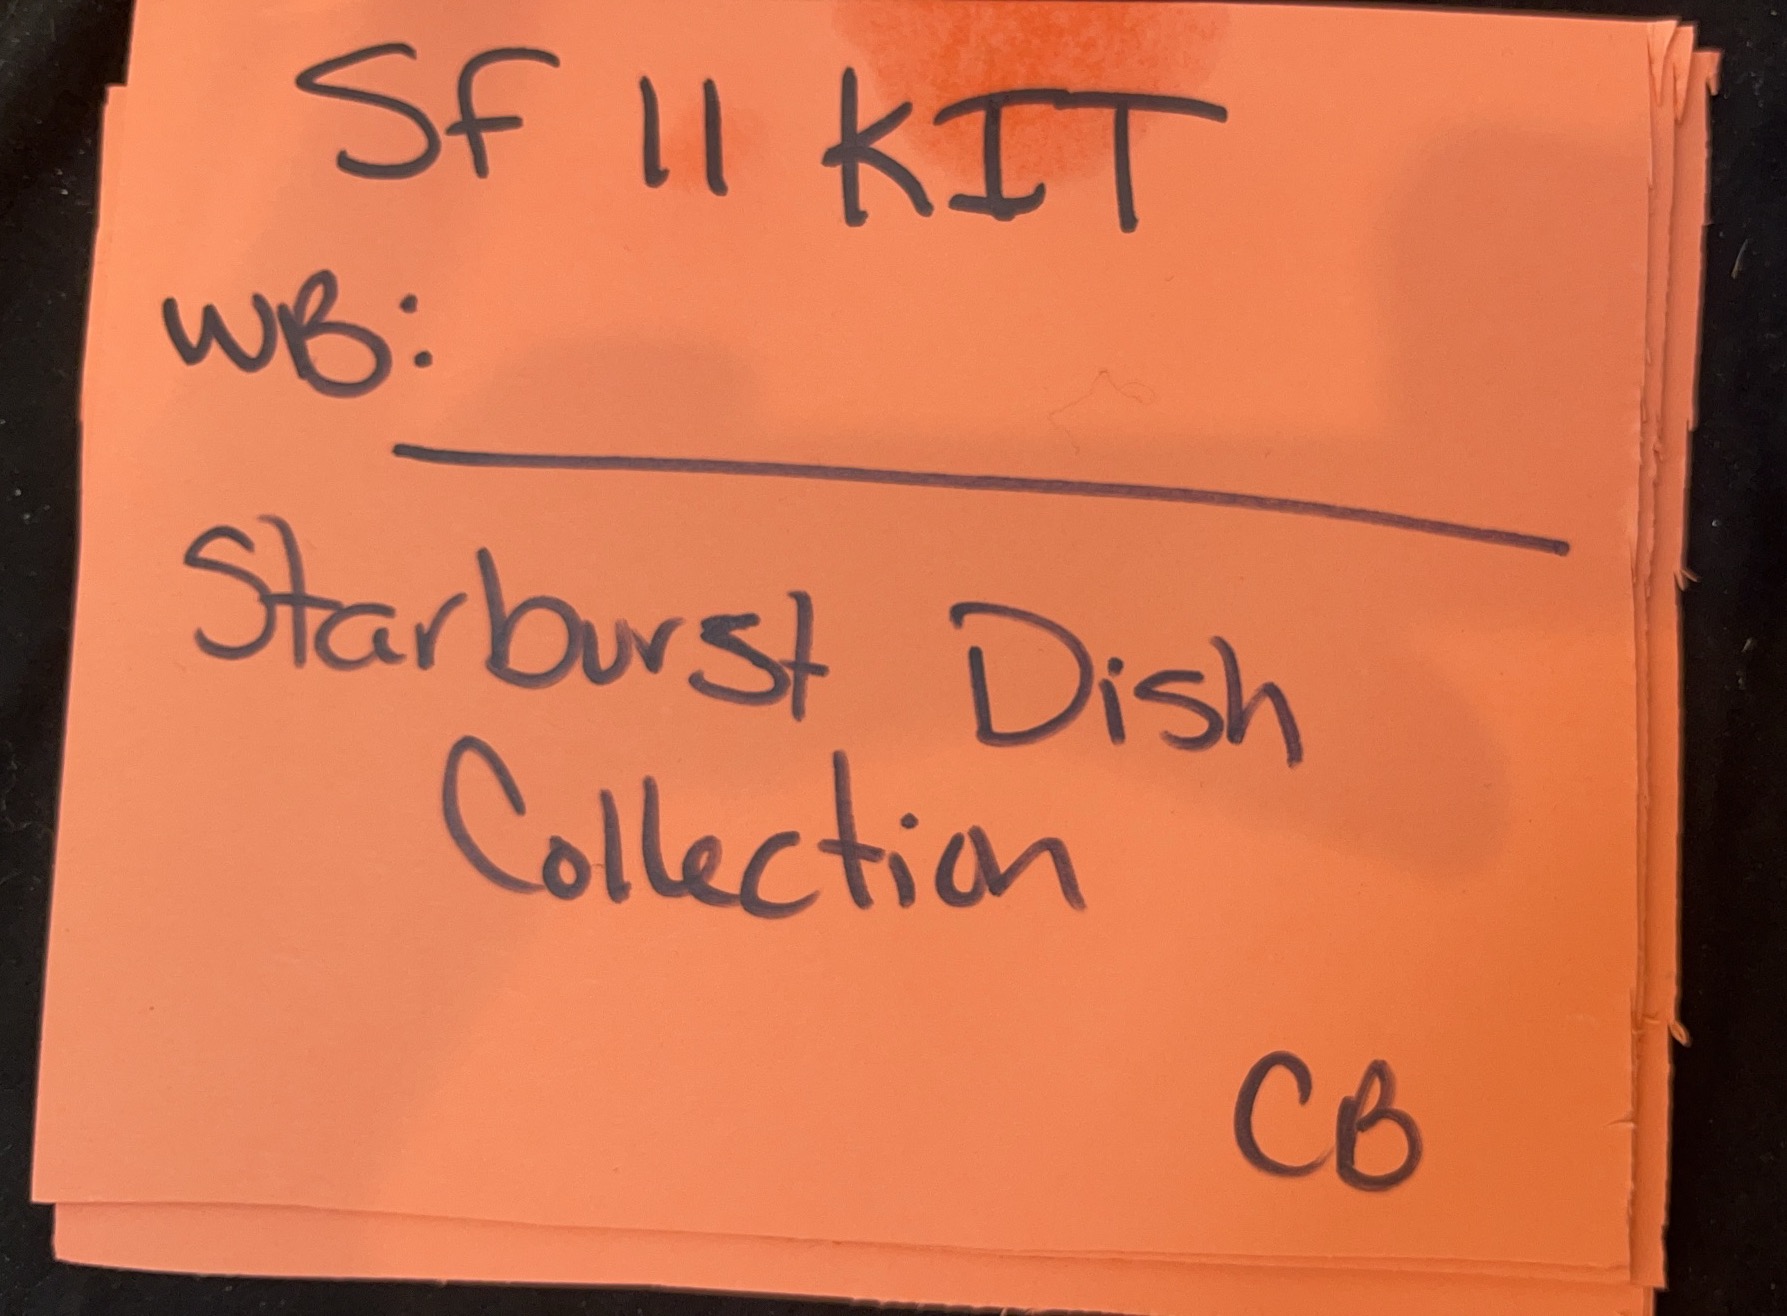 SF 11 KIT
WB:
Starburst Dish
Collection
CB